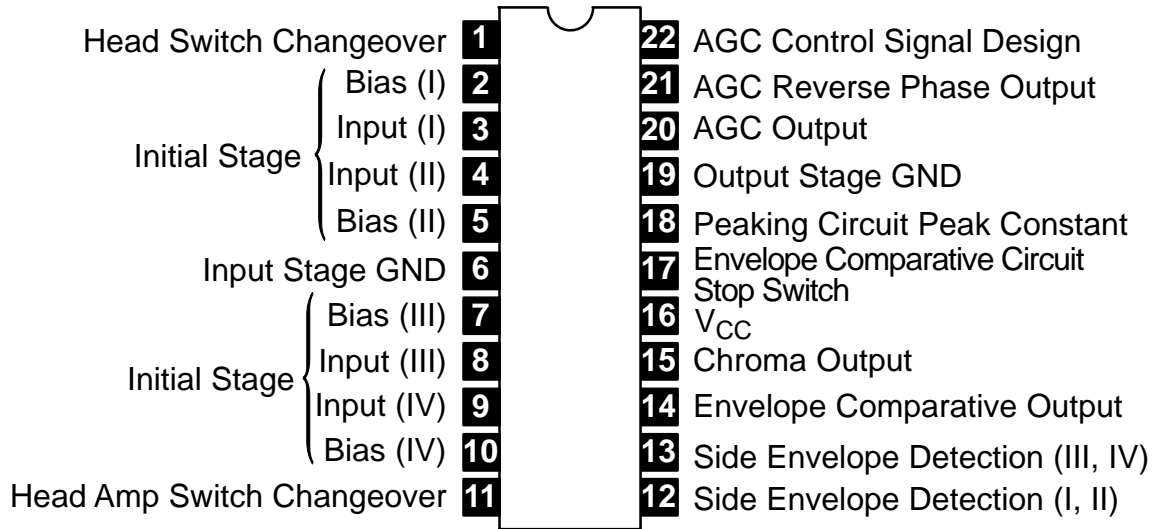 Head Switch Changeover 1
Initial Stage
Bias (I) 2
Input (I) 3
Input (II) 4
Bias (II) 5
Input Stage GND 6
Initial Stage
Bias (III) 7
Input (III) 8
Input (IV) 9
Bias (IV) 10
Head Amp Switch Changeover 11
22 AGC Control Signal Design
21 AGC Reverse Phase Output
20 AGC Output
19 Output Stage GND
18 Peaking Circuit Peak Constant
17 Envelope Comparative Circuit
Stop Switch
16 VCC
15 Chroma Output
14 Envelope Comparative Output
13 Side Envelope Detection (III, IV)
12 Side Envelope Detection (I, II)